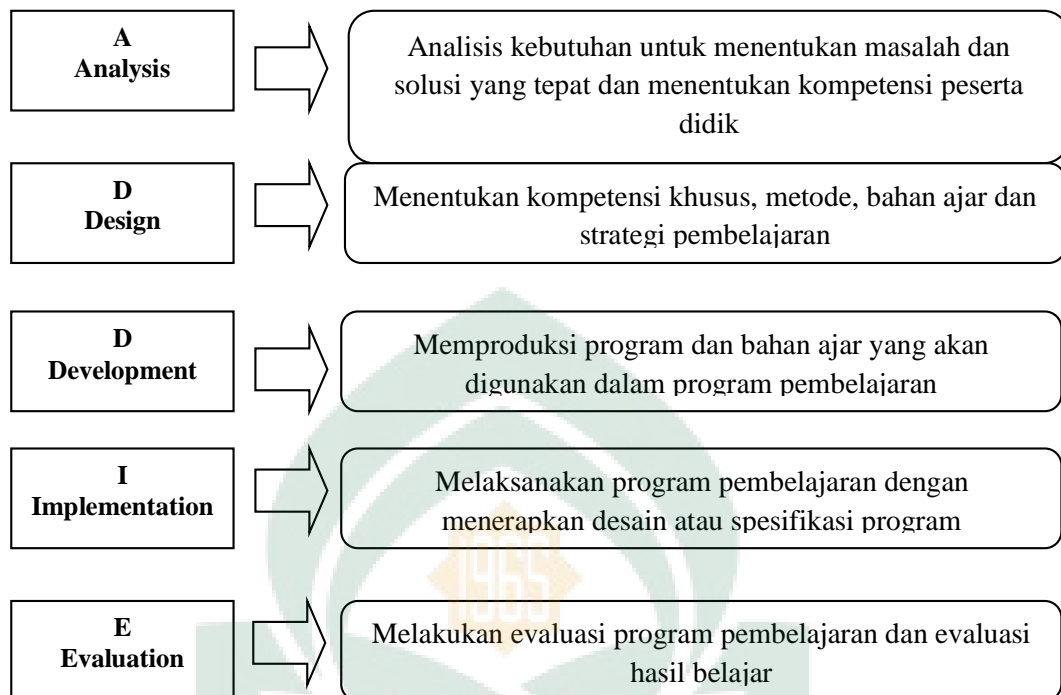 A
Analysis
Analisis kebutuhan untuk menentukan masalah dan
solusi yang tepat dan menentukan kompetensi peserta
didik
D
Design
Menentukan kompetensi khusus, metode, bahan ajar dan
strategi pembelajaran
D
Development
Memproduksi program dan bahan ajar yang akan
digunakan dalam program pembelajaran
I
Implementation
Melaksanakan program pembelajaran dengan
menerapkan desain atau spesifikasi program
1965
E
Evaluation
Melakukan evaluasi program pembelajaran dan evaluasi
hasil belajar